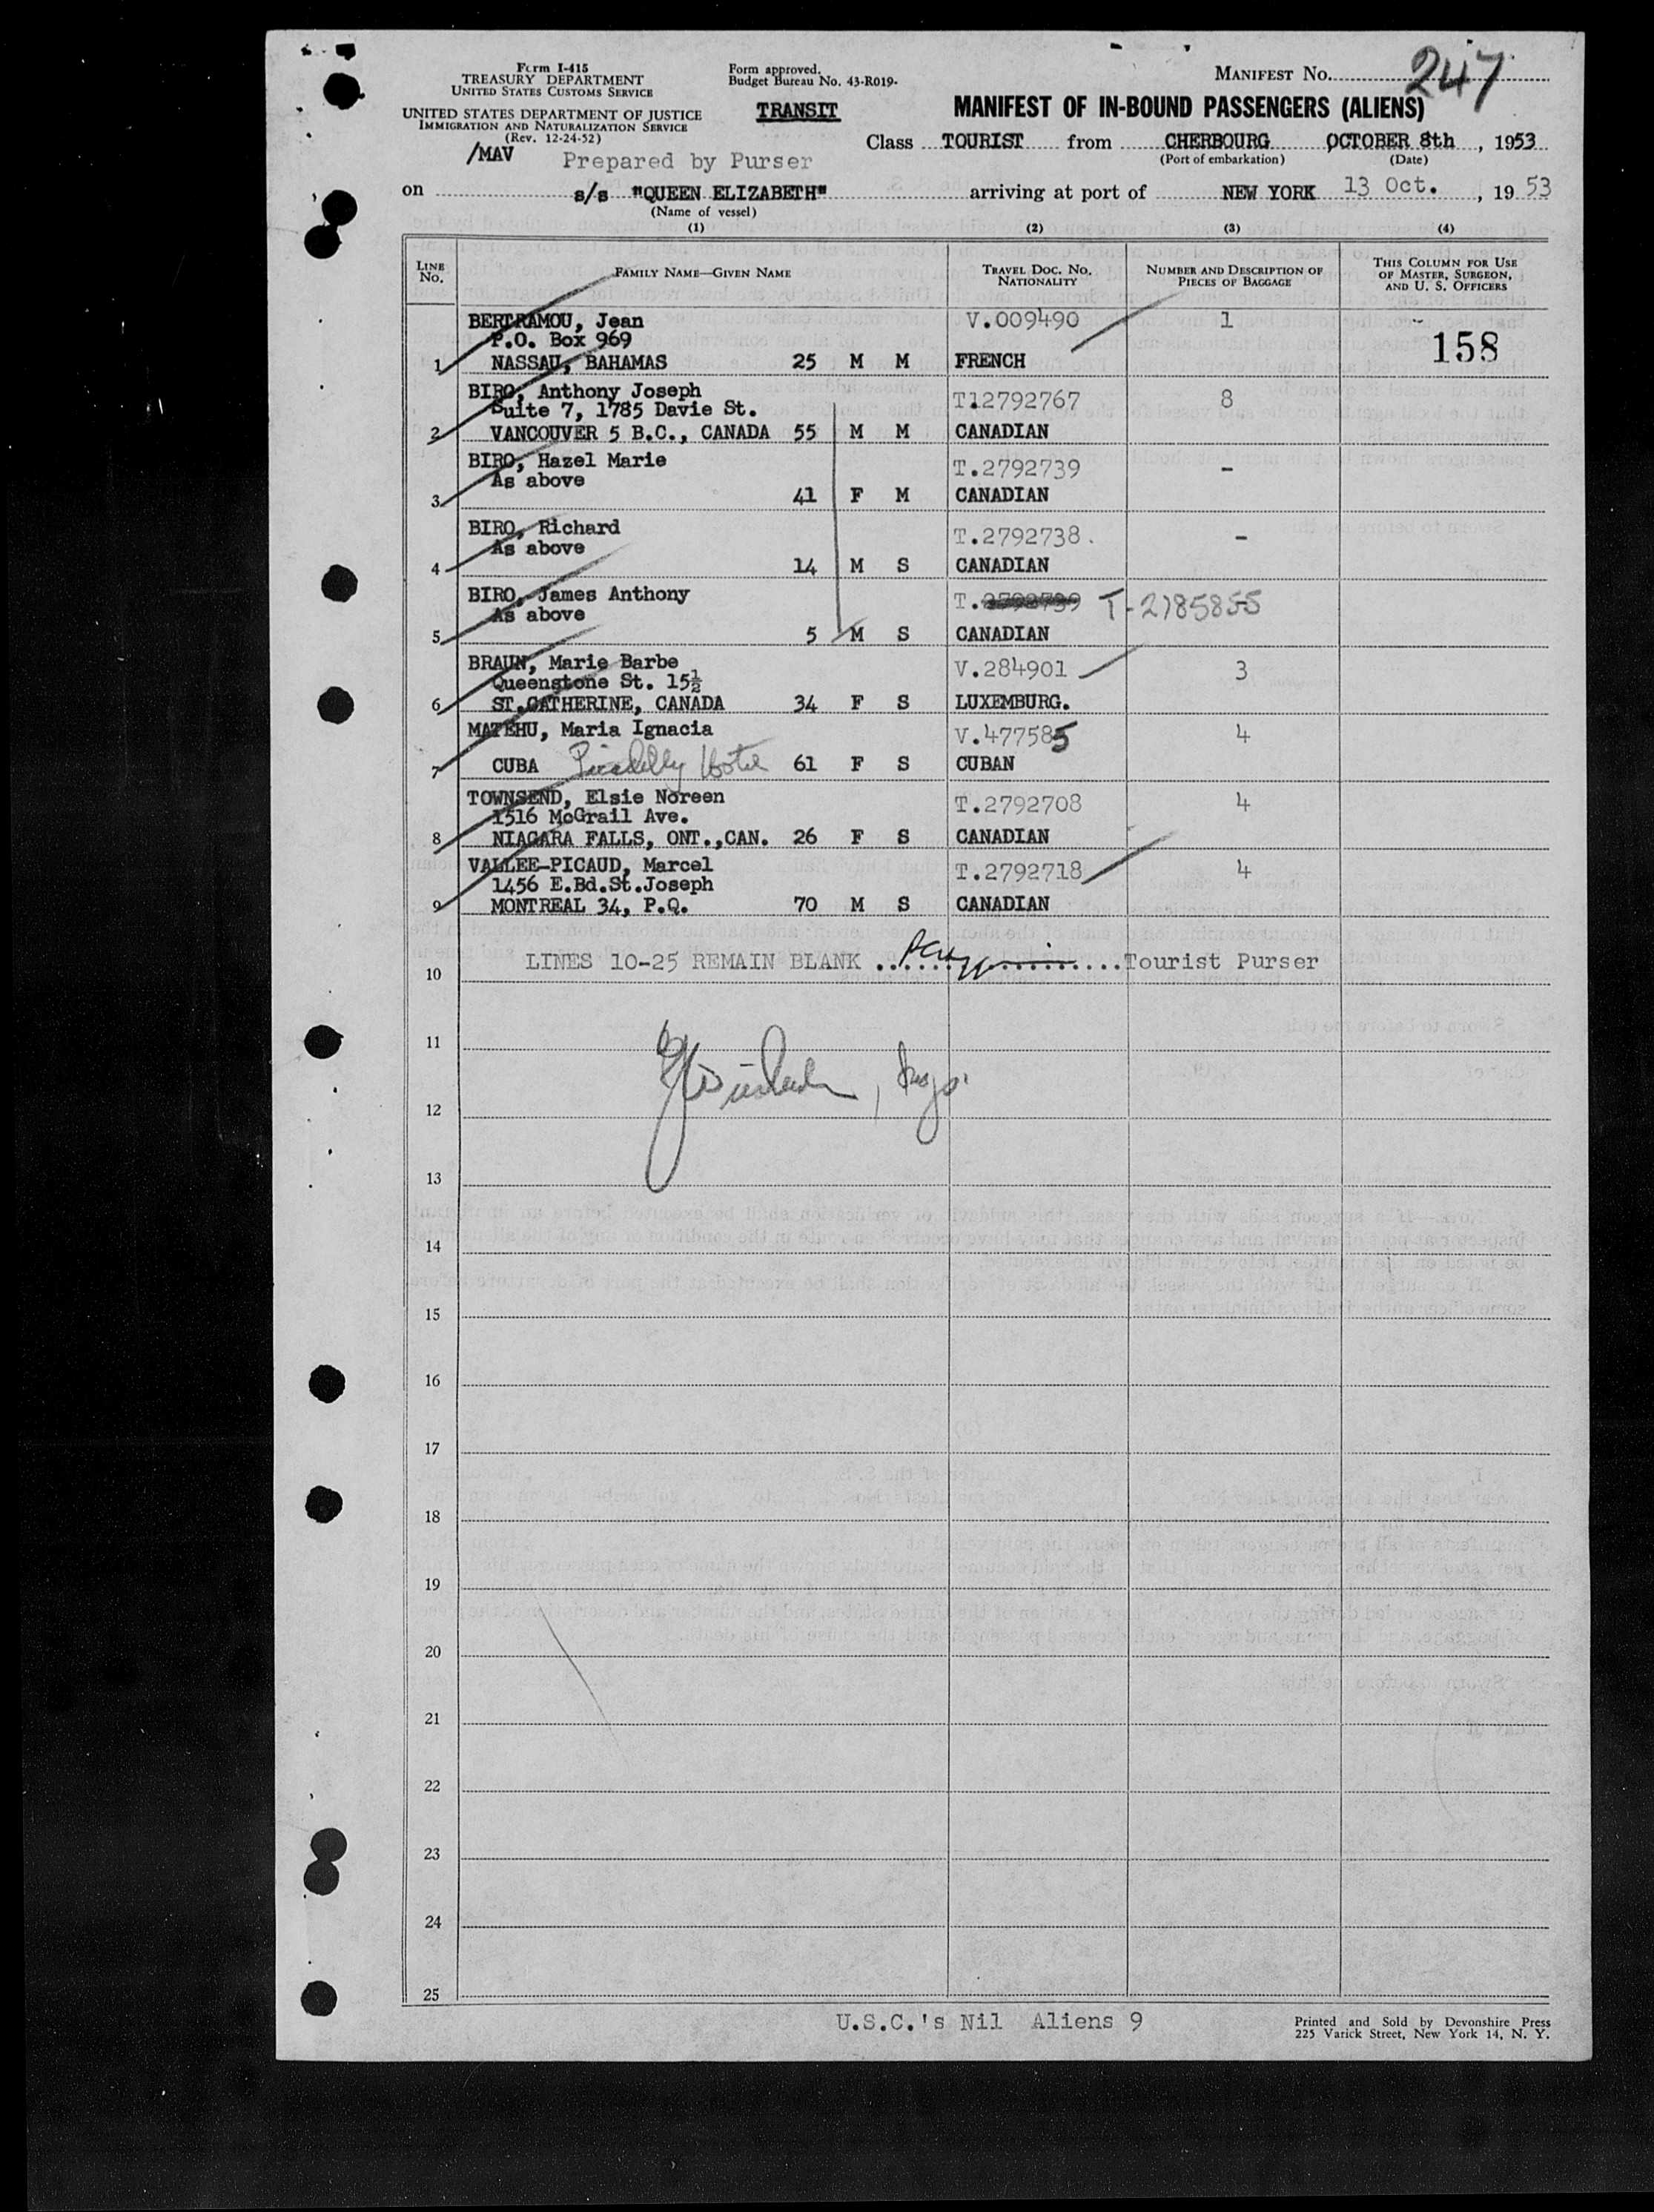 Form I-415
TREASURY DEPARTMENT
UNITED STATES CUSTOMS SERVICE
UNITED STATES DEPARTMENT OF JUSTICE
IMMIGRATION AND NATURALIZATION SERVICE
(Rev. 12-24-52)
/MAV
Form approved.
Budget Bureau No. 43-R019-
TRANSIT
Prepared by Purser
MANIFEST NO. 247
MANIFEST OF IN-BOUND PASSENGERS (ALIENS)
Class TOURIST from CHERBOURG OCTOBER 8th, 1953
(Port of embarkation) (Date)
on s/s "QUEEN ELIZABETH" arriving at port of NEW YORK 13 Oct., 19 53
(Name of vessel)
(1) (2) (3) (4)
LINE NO. FAMILY NAME—GIVEN NAME TRAVEL DOC. NO. NATIONALITY NUMBER AND DESCRIPTION OF PIECES OF BAGGAGE THIS COLUMN FOR USE OF MASTER, SURGEON, AND U. S. OFFICERS
BERTRAMOU, Jean V.009490 1
P.O. Box 969 158
1 NASSAU, BAHAMAS 25 M M FRENCH
BIRO, Anthony Joseph T12792767 8
Suite 7, 1785 Davie St.
2 VANCOUVER 5 B.C., CANADA 55 M M CANADIAN
BIRO, Hazel Marie T.2792739 -
As above
3 41 F M CANADIAN
BIRO, Richard T.2792738. -
As above
4 14 M S CANADIAN
BIRO, James Anthony T.2792739 T-2785855
As above
5 5 M S CANADIAN
BRAUN, Marie Barbe V.284901 3
Queenstone St. 15½
6 ST.CATHERINE, CANADA 34 F S LUXEMBURG.
MATEHU, Maria Ignacia V.477585 4
7 CUBA Picadilly Hotel 61 F S CUBAN
TOWNSEND, Elsie Noreen T.2792708 4
1516 McGrail Ave.
8 NIAGARA FALLS, ONT.,CAN. 26 F S CANADIAN
VALLEE-PICAUD, Marcel T.2792718 4
1456 E.Bd.St.Joseph
9 MONTREAL 34, P.Q. 70 M S CANADIAN
10 LINES 10-25 REMAIN BLANK ....................Tourist Purser
11
12
13
14
15
16
17
18
19
20
21
22
23
24
25
U.S.C.'s Nil Aliens 9
Printed and Sold by Devonshire Press
225 Varick Street, New York 14, N. Y.